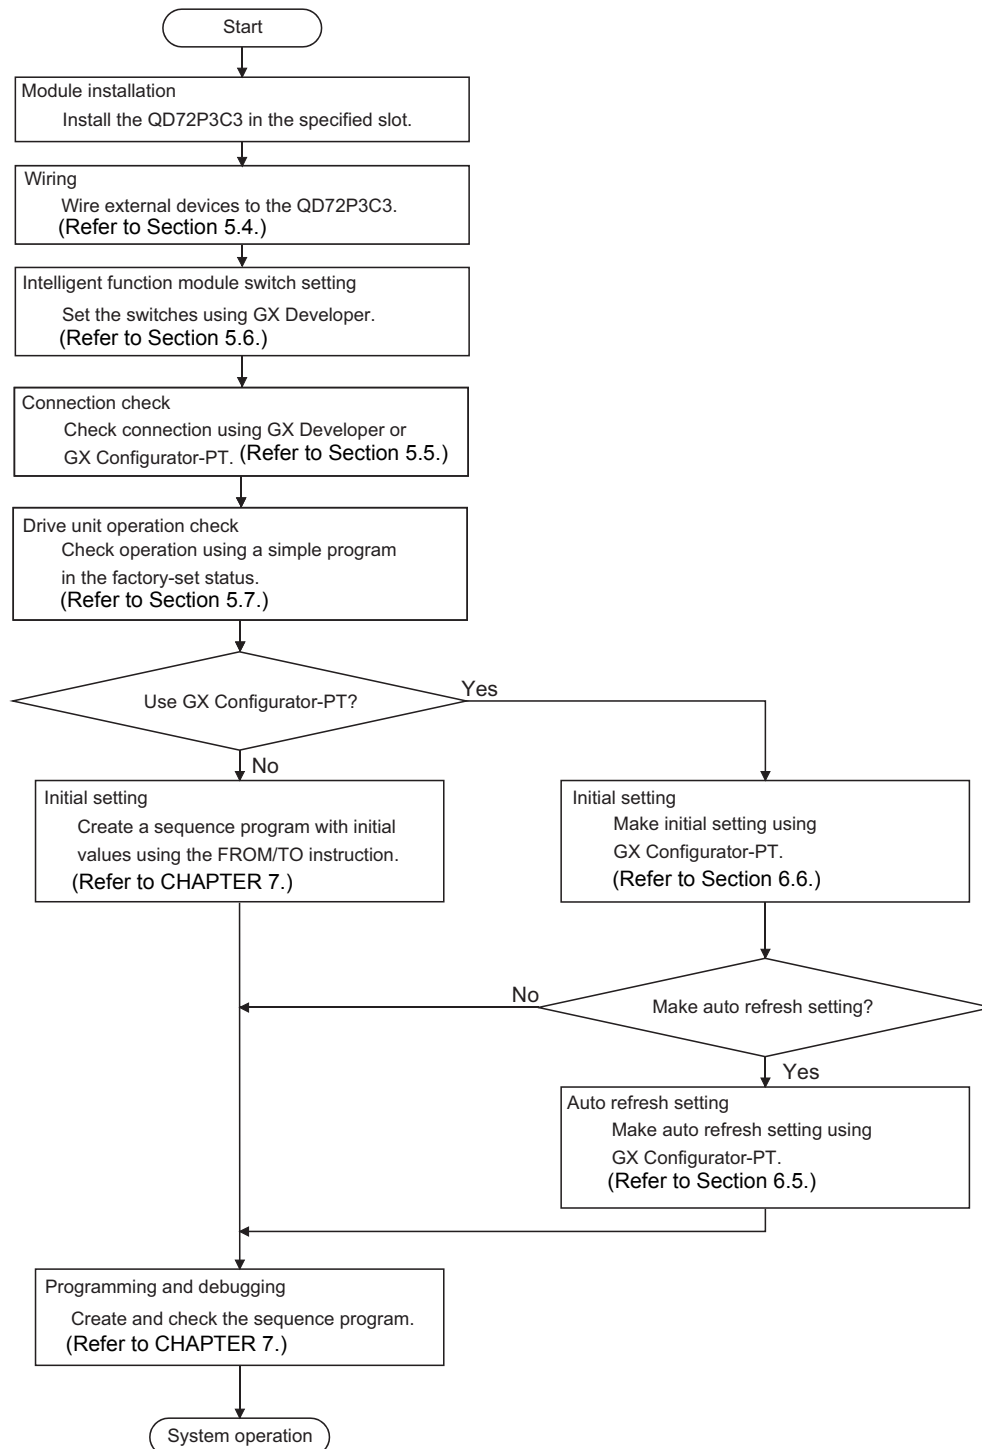 Start
Module installation
Install the QD72P3C3 in the specified slot.
Wiring
Wire external devices to the QD72P3C3.
(Refer to Section 5.4.)
Intelligent function module switch setting
Set the switches using GX Developer.
(Refer to Section 5.6.)
Connection check
Check connection using GX Developer or
GX Configurator-PT. (Refer to Section 5.5.)
Drive unit operation check
Check operation using a simple program
in the factory-set status.
(Refer to Section 5.7.)
Use GX Configurator-PT?
Yes
No
Initial setting
Create a sequence program with initial
values using the FROM/TO instruction.
(Refer to CHAPTER 7.)
Initial setting
Make initial setting using
GX Configurator-PT.
(Refer to Section 6.6.)
No
Make auto refresh setting?
Yes
Auto refresh setting
Make auto refresh setting using
GX Configurator-PT.
(Refer to Section 6.5.)
Programming and debugging
Create and check the sequence program.
(Refer to CHAPTER 7.)
System operation